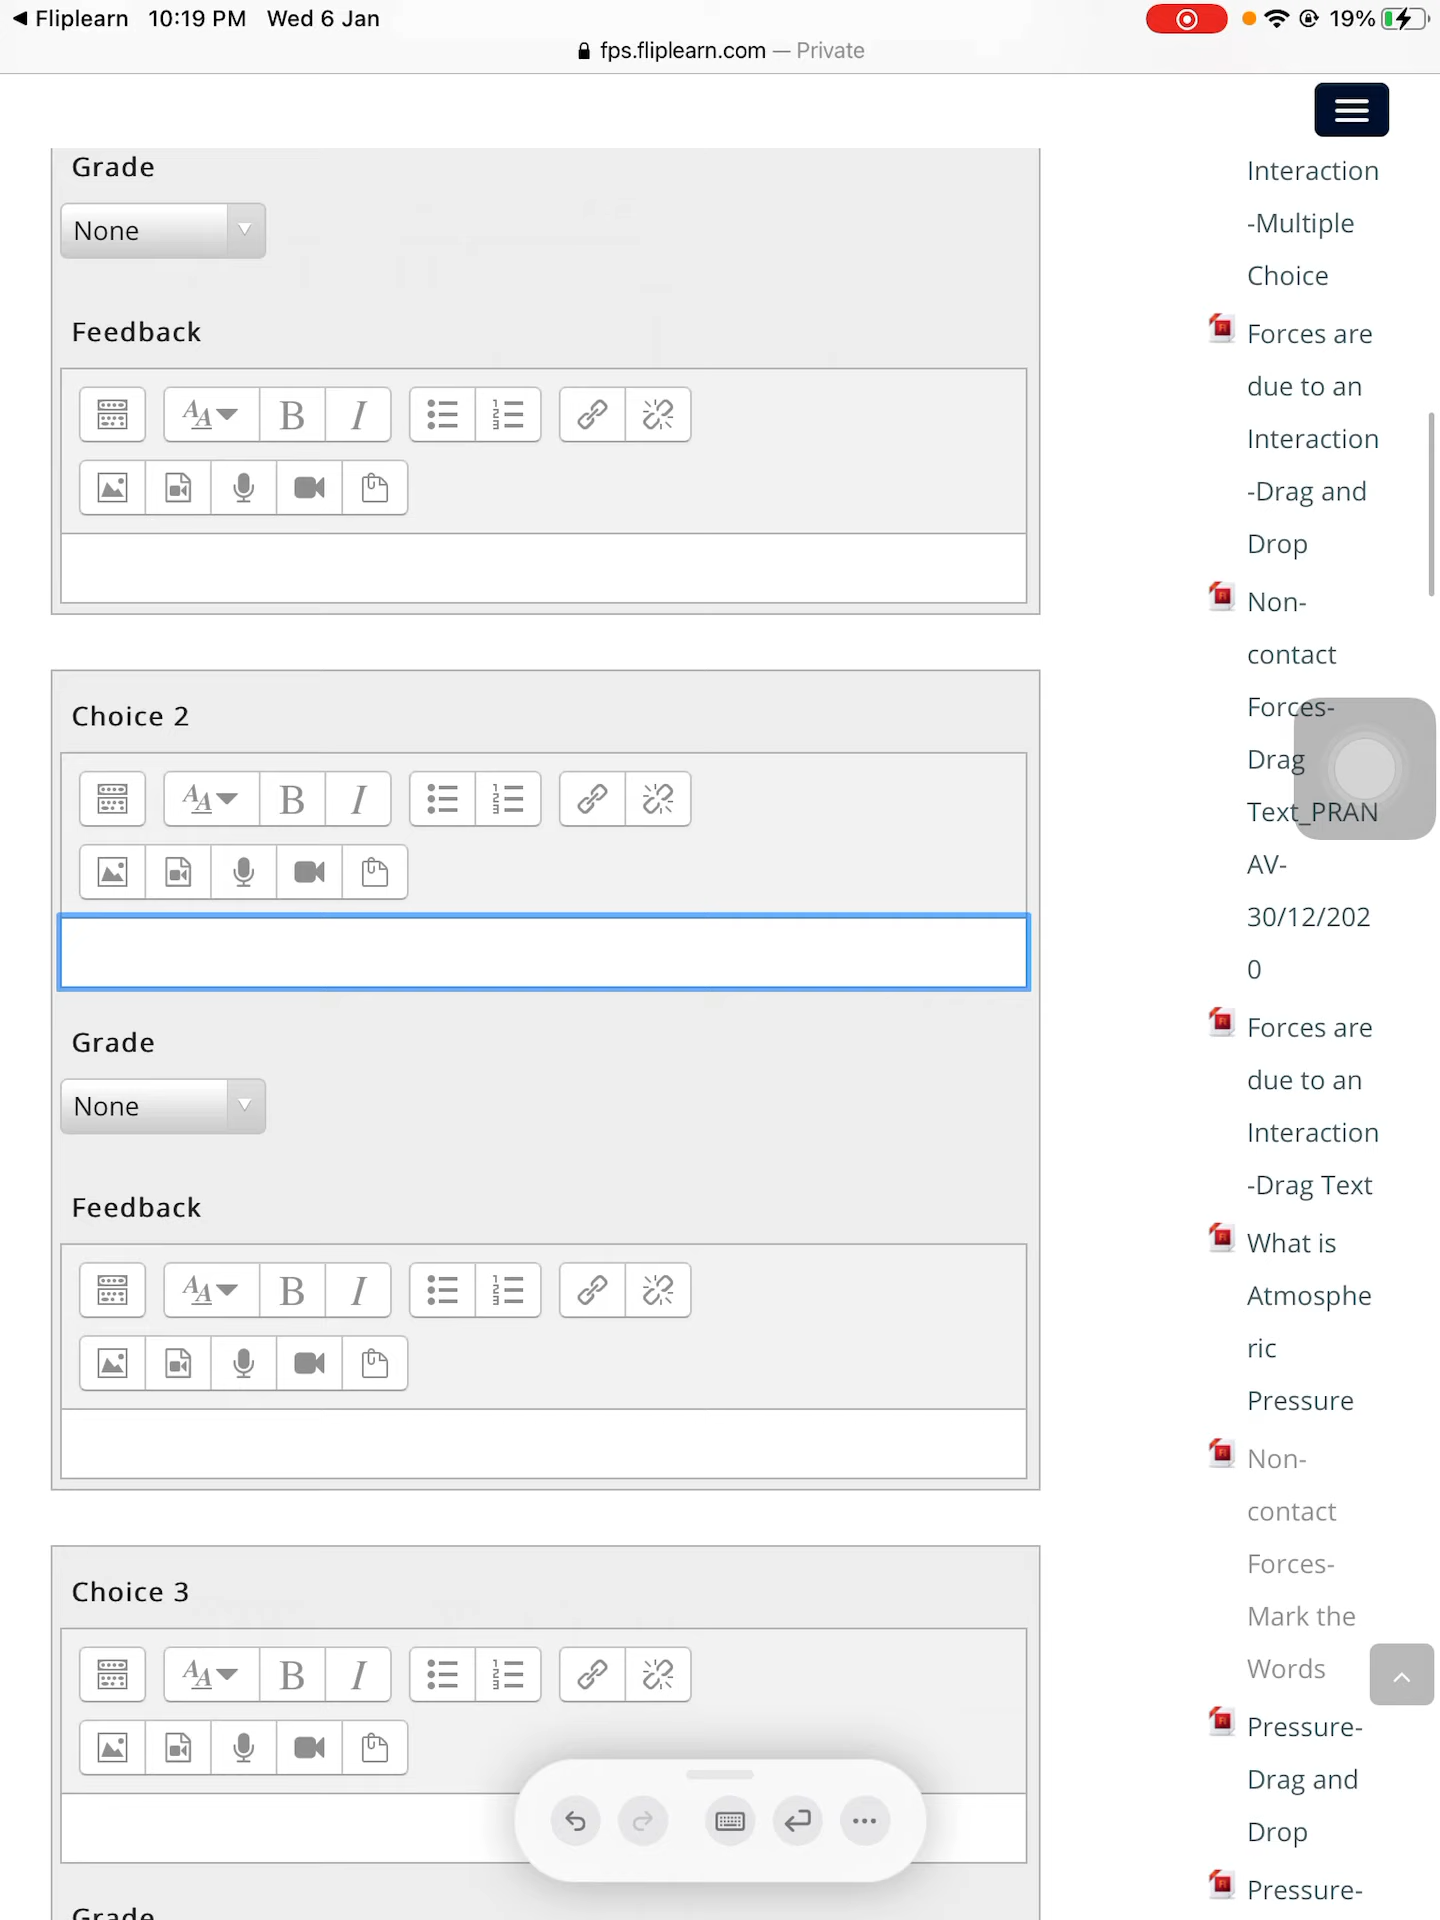 Fliplearn 10:19 PM Wed 6 Jan
19%
fps.fliplearn.com — Private
Grade
None
Feedback
Choice 2
Grade
None
Feedback
Choice 3
Grade
Interaction
-Multiple
Choice
Forces are
due to an
Interaction
-Drag and
Drop
Non-
contact
Forces-
Drag
Text_PRAN
AV-
30/12/202
0
Forces are
due to an
Interaction
-Drag Text
What is
Atmosphe
ric
Pressure
Non-
contact
Forces-
Mark the
Words
Pressure-
Drag and
Drop
Pressure-